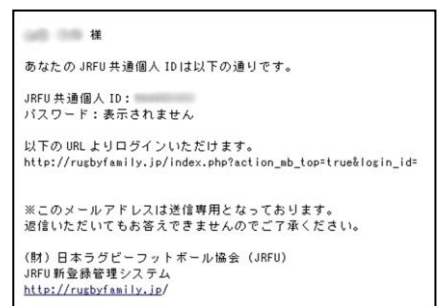 様
あなたの JRFU 共通個人 IDは以下の通りです。
JRFU 共通個人 ID：
パスワード：表示されません
以下の URL よりログインいただけます。
http://rugbyfamily.jp/index.php?action_mb_top=true&login_id=
※このメールアドレスは送信専用となっております。
返信いただいてもお答えできませんのでご了承ください。
(財) 日本ラグビーフットボール協会 (JRFU)
JRFU 新登録管理システム
http://rugbyfamily.jp/